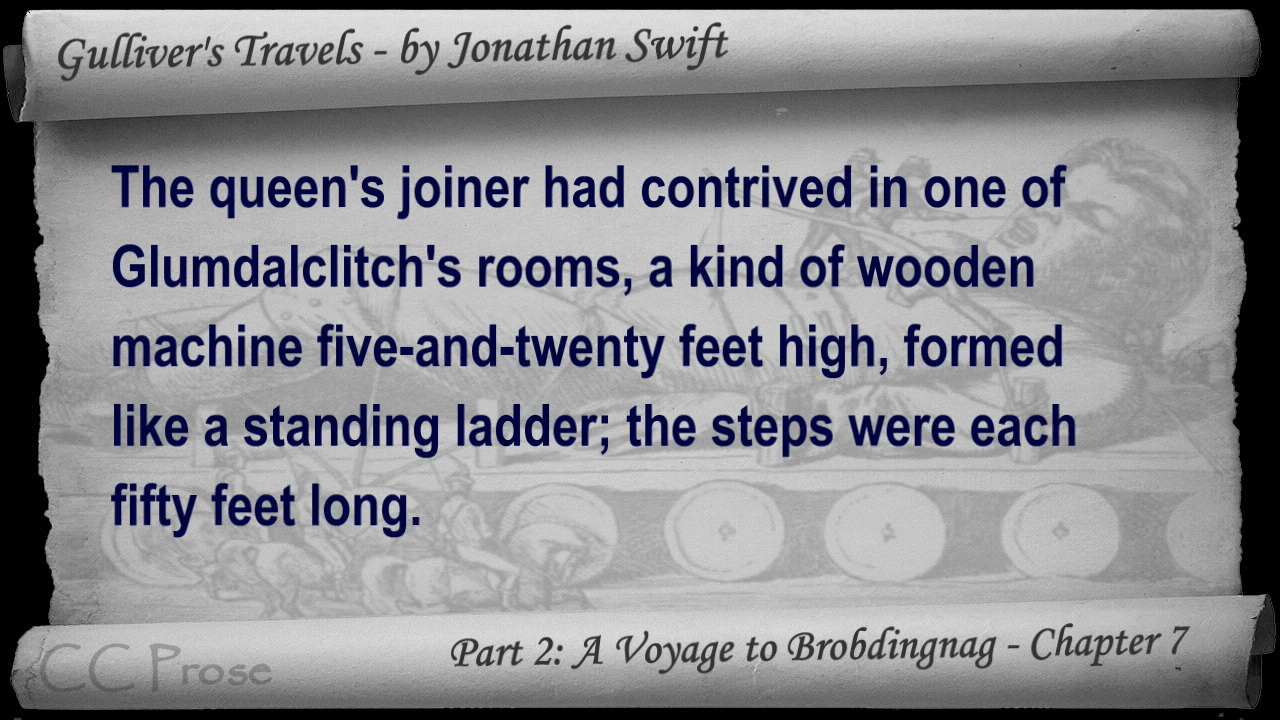 Gulliver's Travels - by Jonathan Swift
The queen's joiner had contrived in one of
Glumdalclitch's rooms, a kind of wooden
machine five-and-twenty feet high, formed
like a standing ladder; the steps were each
fifty feet long.
Part 2: A Voyage to Brobdingnag - Chapter 7
CC Prose